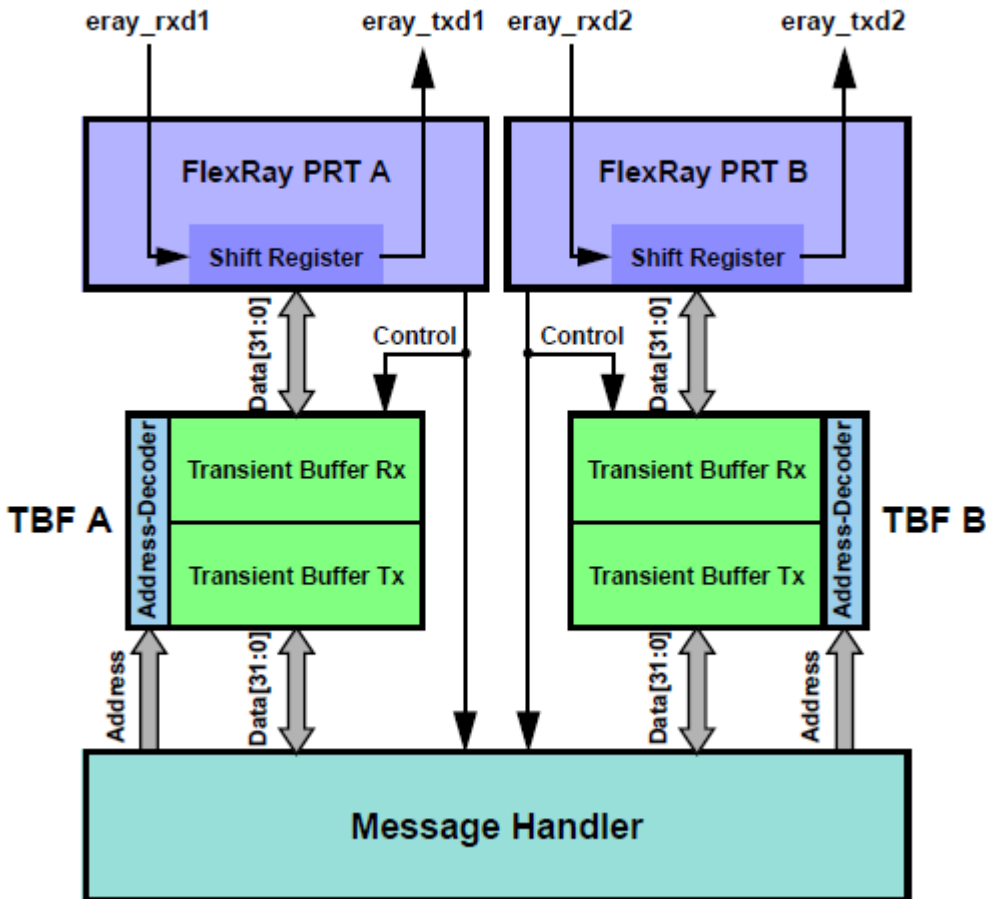 eray_rxd1 eray_txd1 eray_rxd2 eray_txd2
FlexRay PRT A
FlexRay PRT B
Shift Register
Shift Register
Data[31:0]
Control
Control
Data[31:0]
TBF A
Address-Decoder
Transient Buffer Rx
Transient Buffer Tx
Transient Buffer Rx
Transient Buffer Tx
Address-Decoder
TBF B
Address
Data[31:0]
Data[31:0]
Address
Message Handler